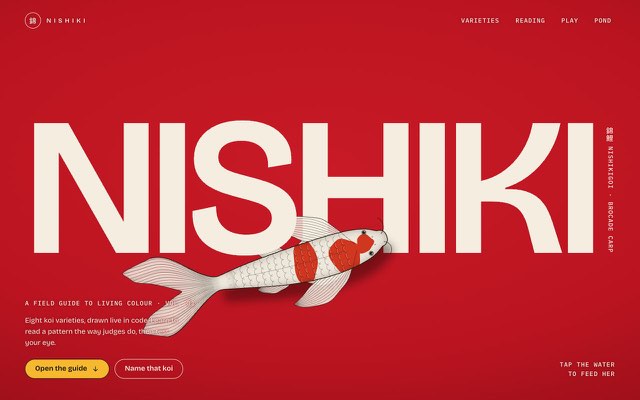 錦 NISHIKI
VARIETIES READING PLAY POND
NISHIKI
錦鯉 NISHIKIGOI · BROCADE CARP
A FIELD GUIDE TO LIVING COLOUR ·
Eight koi varieties, drawn live in code.
read a pattern the way judges do,
your eye.
Open the guide ↓ Name that koi
TAP THE WATER
TO FEED HER